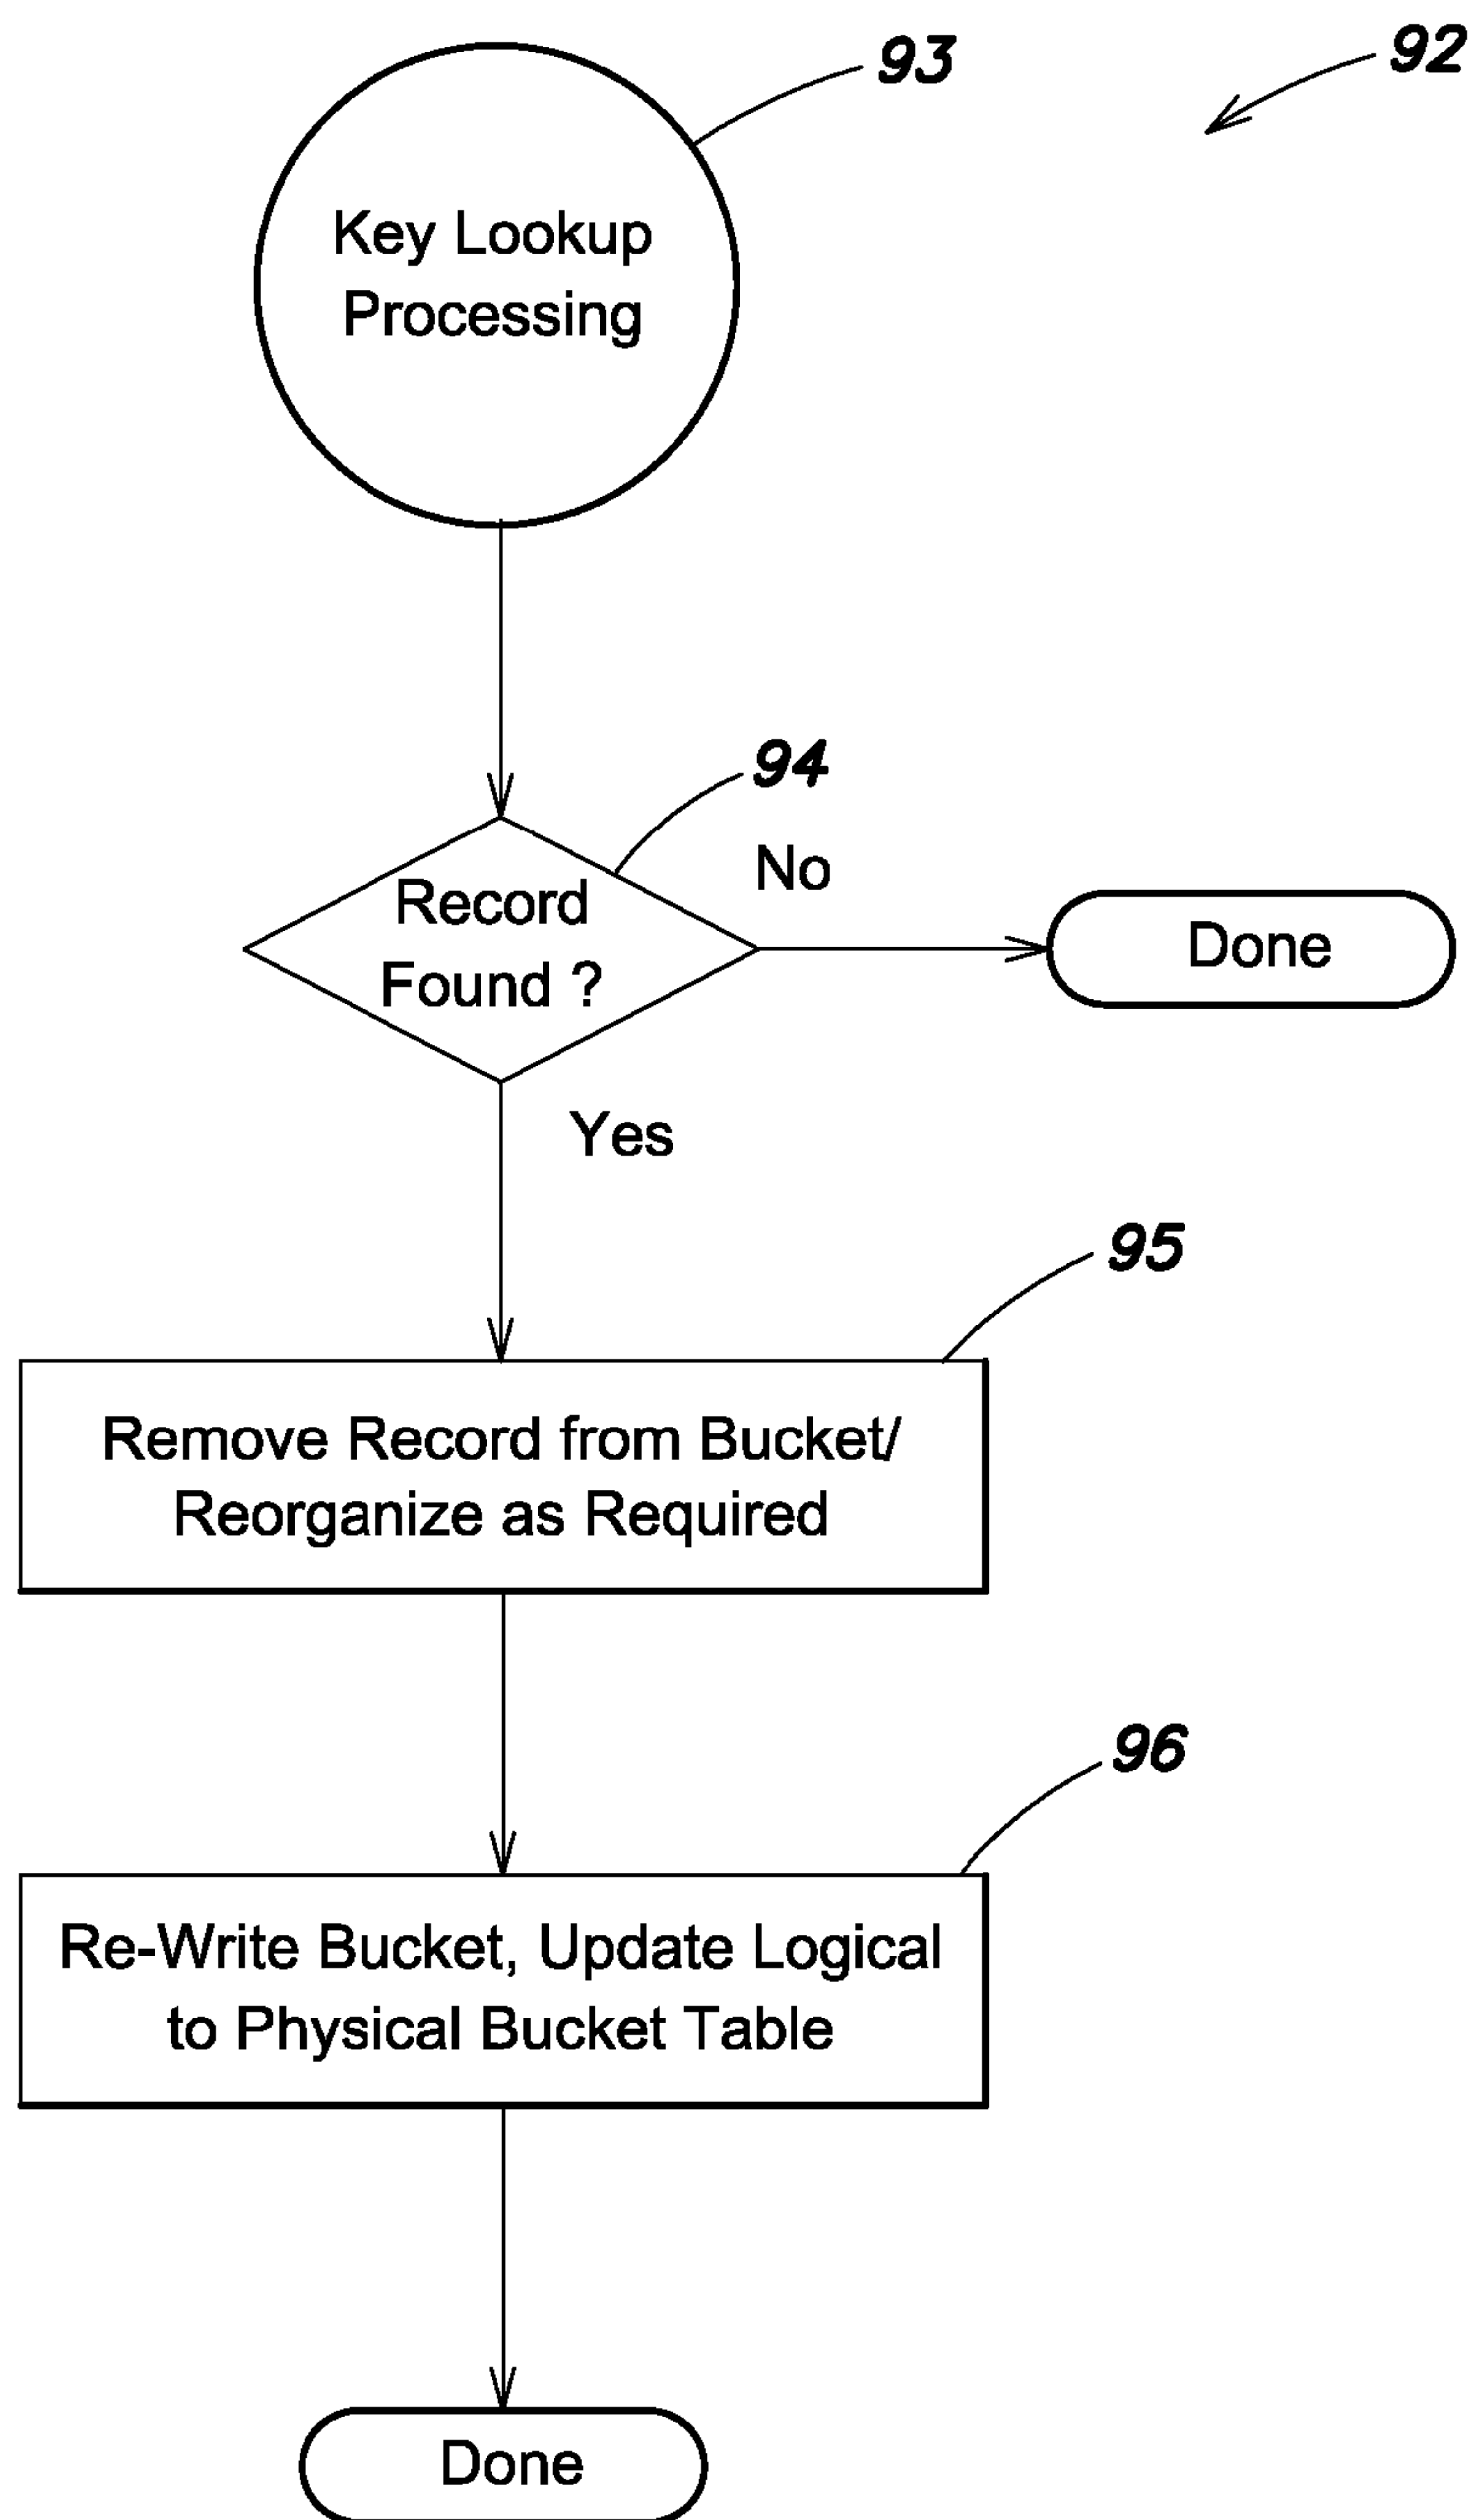 93
92
Key Lookup
Processing
94
No
Record
Found ?
Done
Yes
95
Remove Record from Bucket/
Reorganize as Required
96
Re-Write Bucket, Update Logical
to Physical Bucket Table
Done